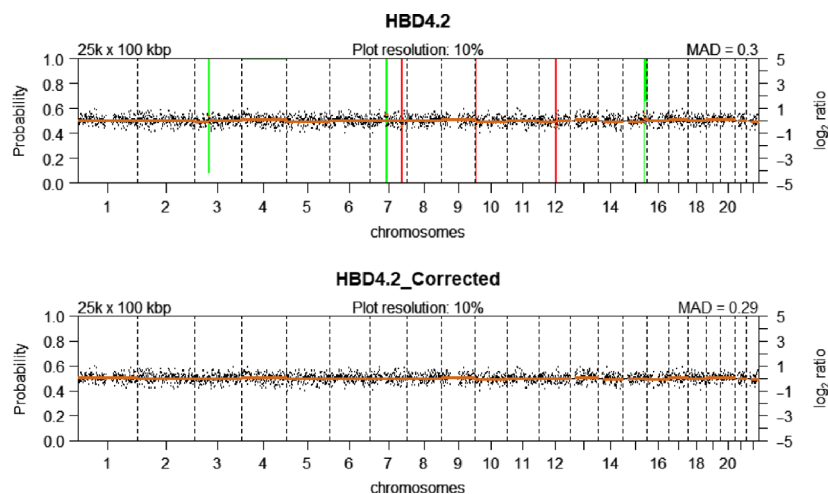 HBD4.2
25k x 100 kbp Plot resolution: 10% MAD = 0.3
Probability
1.0
0.8
0.6
0.4
0.2
0.0
5
3
1
-1
-3
-5
log2 ratio
1 2 3 4 5 6 7 8 9 10 11 12 14 16 18 20
chromosomes
HBD4.2_Corrected
25k x 100 kbp Plot resolution: 10% MAD = 0.29
Probability
1.0
0.8
0.6
0.4
0.2
0.0
5
3
1
-1
-3
-5
log2 ratio
1 2 3 4 5 6 7 8 9 10 11 12 14 16 18 20
chromosomes